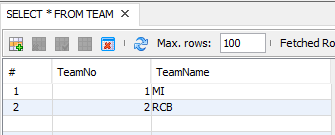 SELECT * FROM TEAM
Max. rows: 100 Fetched Ro
# TeamNo TeamName
1 1 MI
2 2 RCB